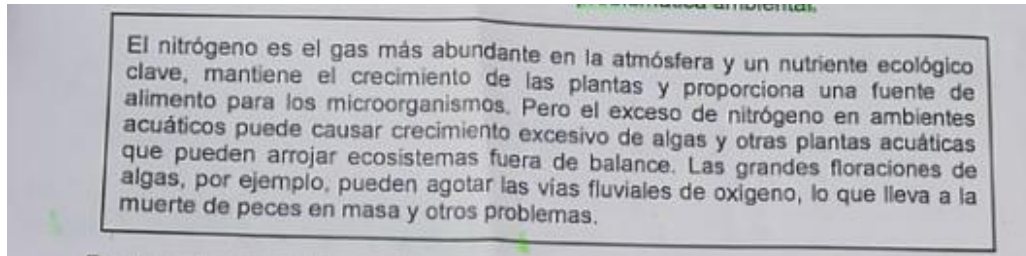 ambiental.
El nitrógeno es el gas más abundante en la atmósfera y un nutriente ecológico
clave, mantiene el crecimiento de las plantas y proporciona una fuente de
alimento para los microorganismos. Pero el exceso de nitrógeno en ambientes
acuáticos puede causar crecimiento excesivo de algas y otras plantas acuáticas
que pueden arrojar ecosistemas fuera de balance. Las grandes floraciones de
algas, por ejemplo, pueden agotar las vías fluviales de oxígeno, lo que lleva a la
muerte de peces en masa y otros problemas.